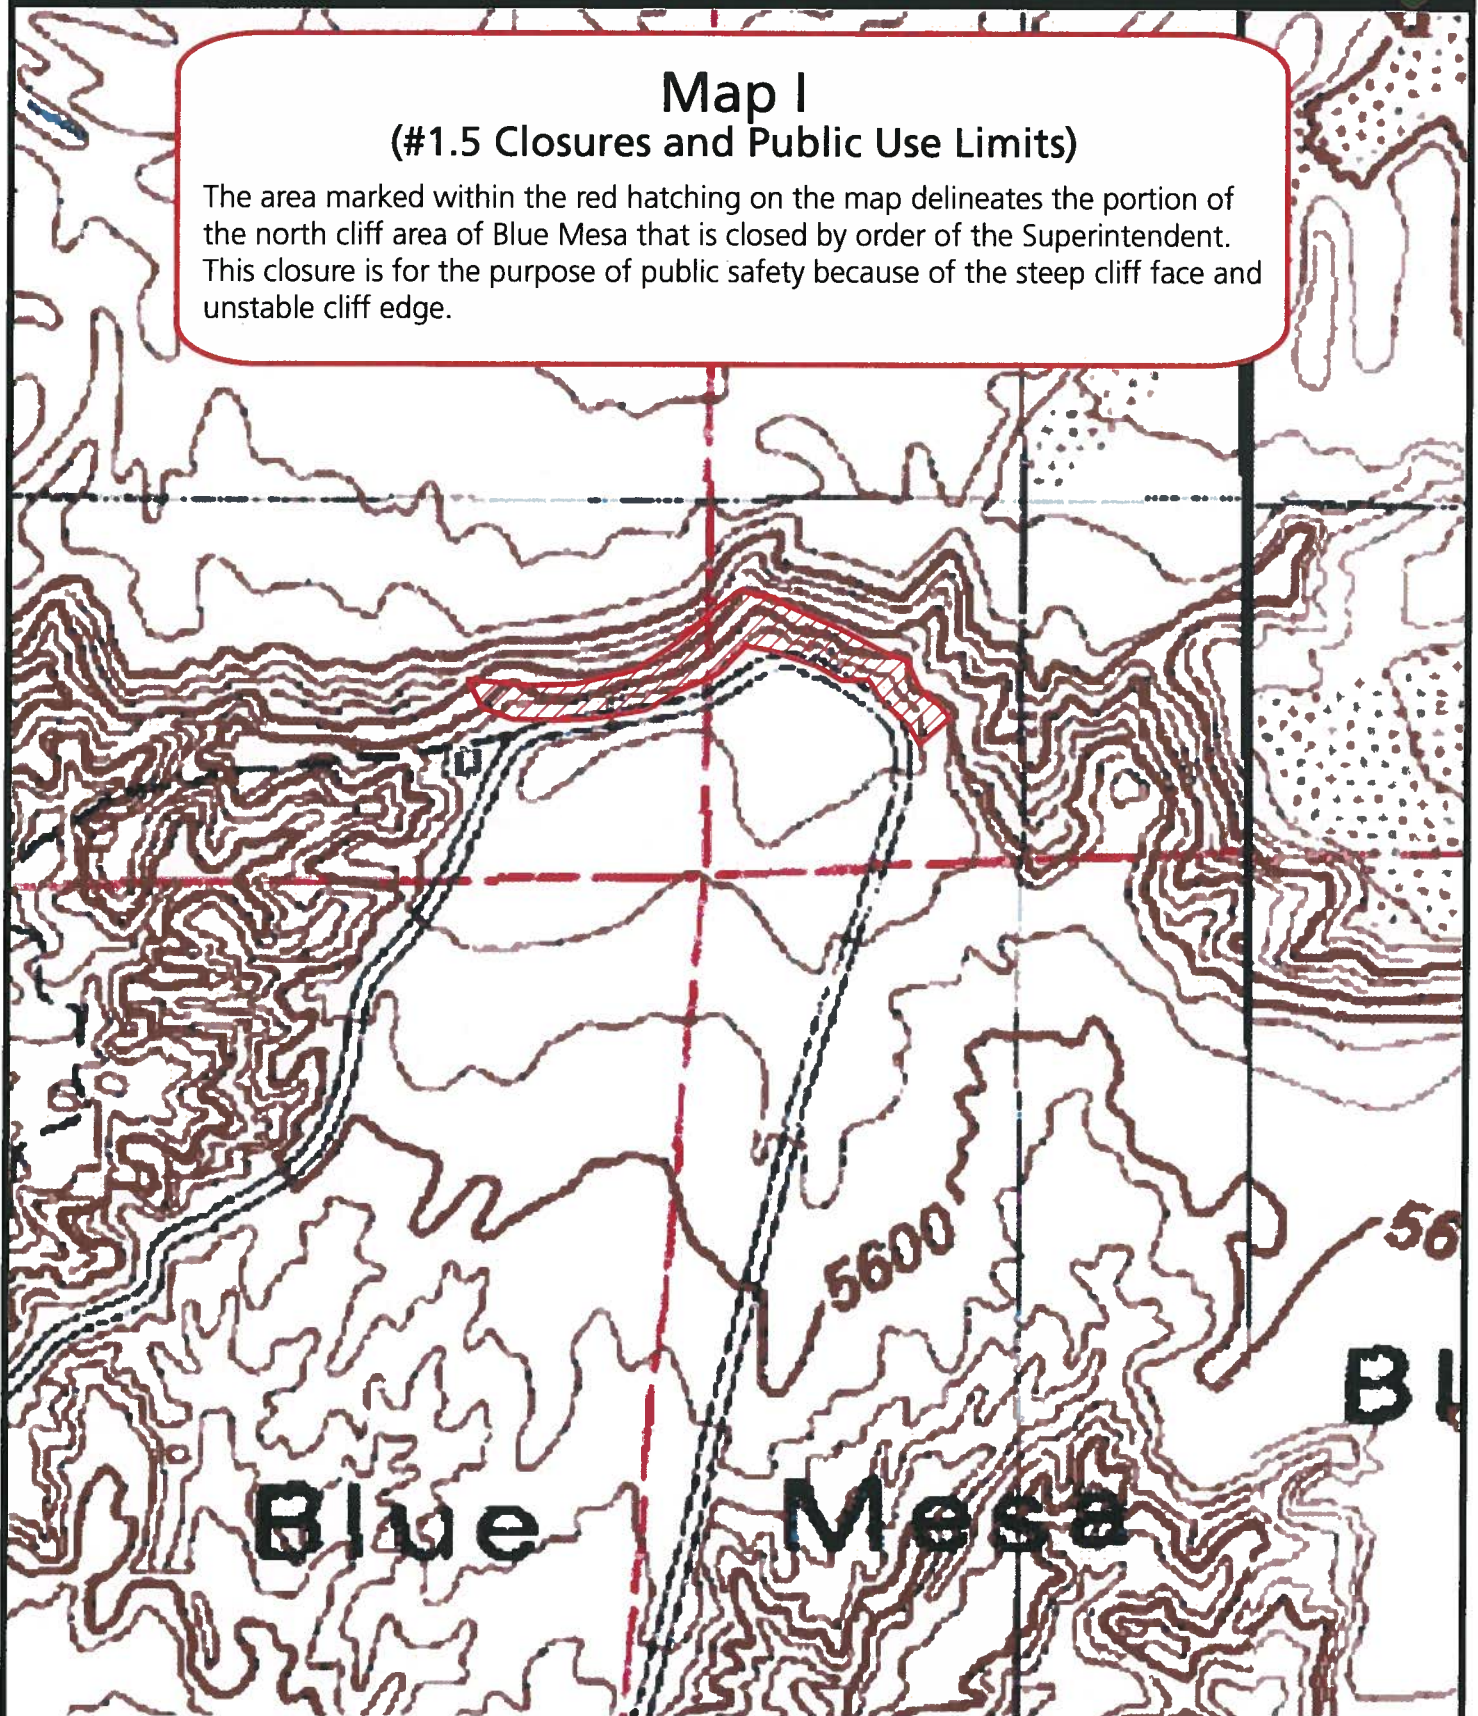 Map I
(#1.5 Closures and Public Use Limits)
The area marked within the red hatching on the map delineates the portion of
the north cliff area of Blue Mesa that is closed by order of the Superintendent.
This closure is for the purpose of public safety because of the steep cliff face and
unstable cliff edge.
5600
56
Bl
Blue Mesa